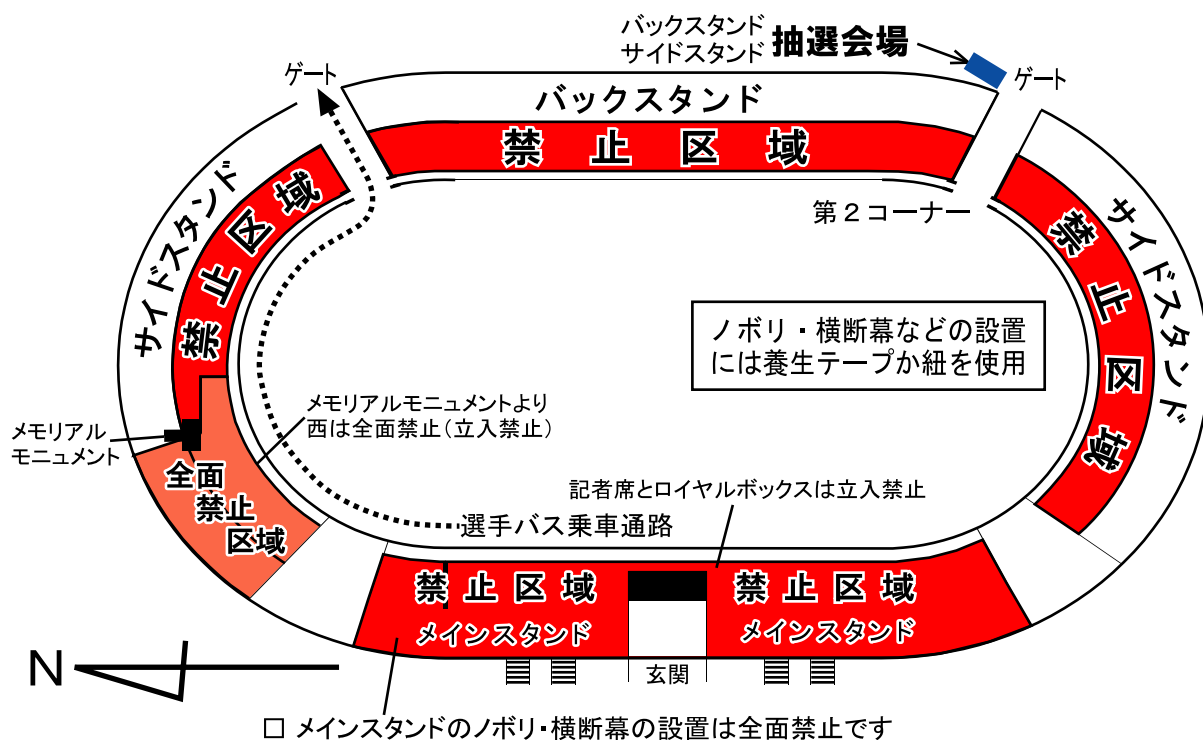 バックスタンド
サイドスタンド
抽選会場
ゲート
ゲート
バックスタンド
禁止区域
第2コーナー
サイドスタンド
禁止区域
サイドスタンド
禁止区域
ノボリ・横断幕などの設置
には養生テープか紐を使用
メモリアルモニュメントより
西は全面禁止(立入禁止)
メモリアル
モニュメント
全面
禁止
区域
記者席とロイヤルボックスは立入禁止
選手バス乗車通路
禁止区域
メインスタンド
禁止区域
メインスタンド
玄関
N
□ メインスタンドのノボリ・横断幕の設置は全面禁止です